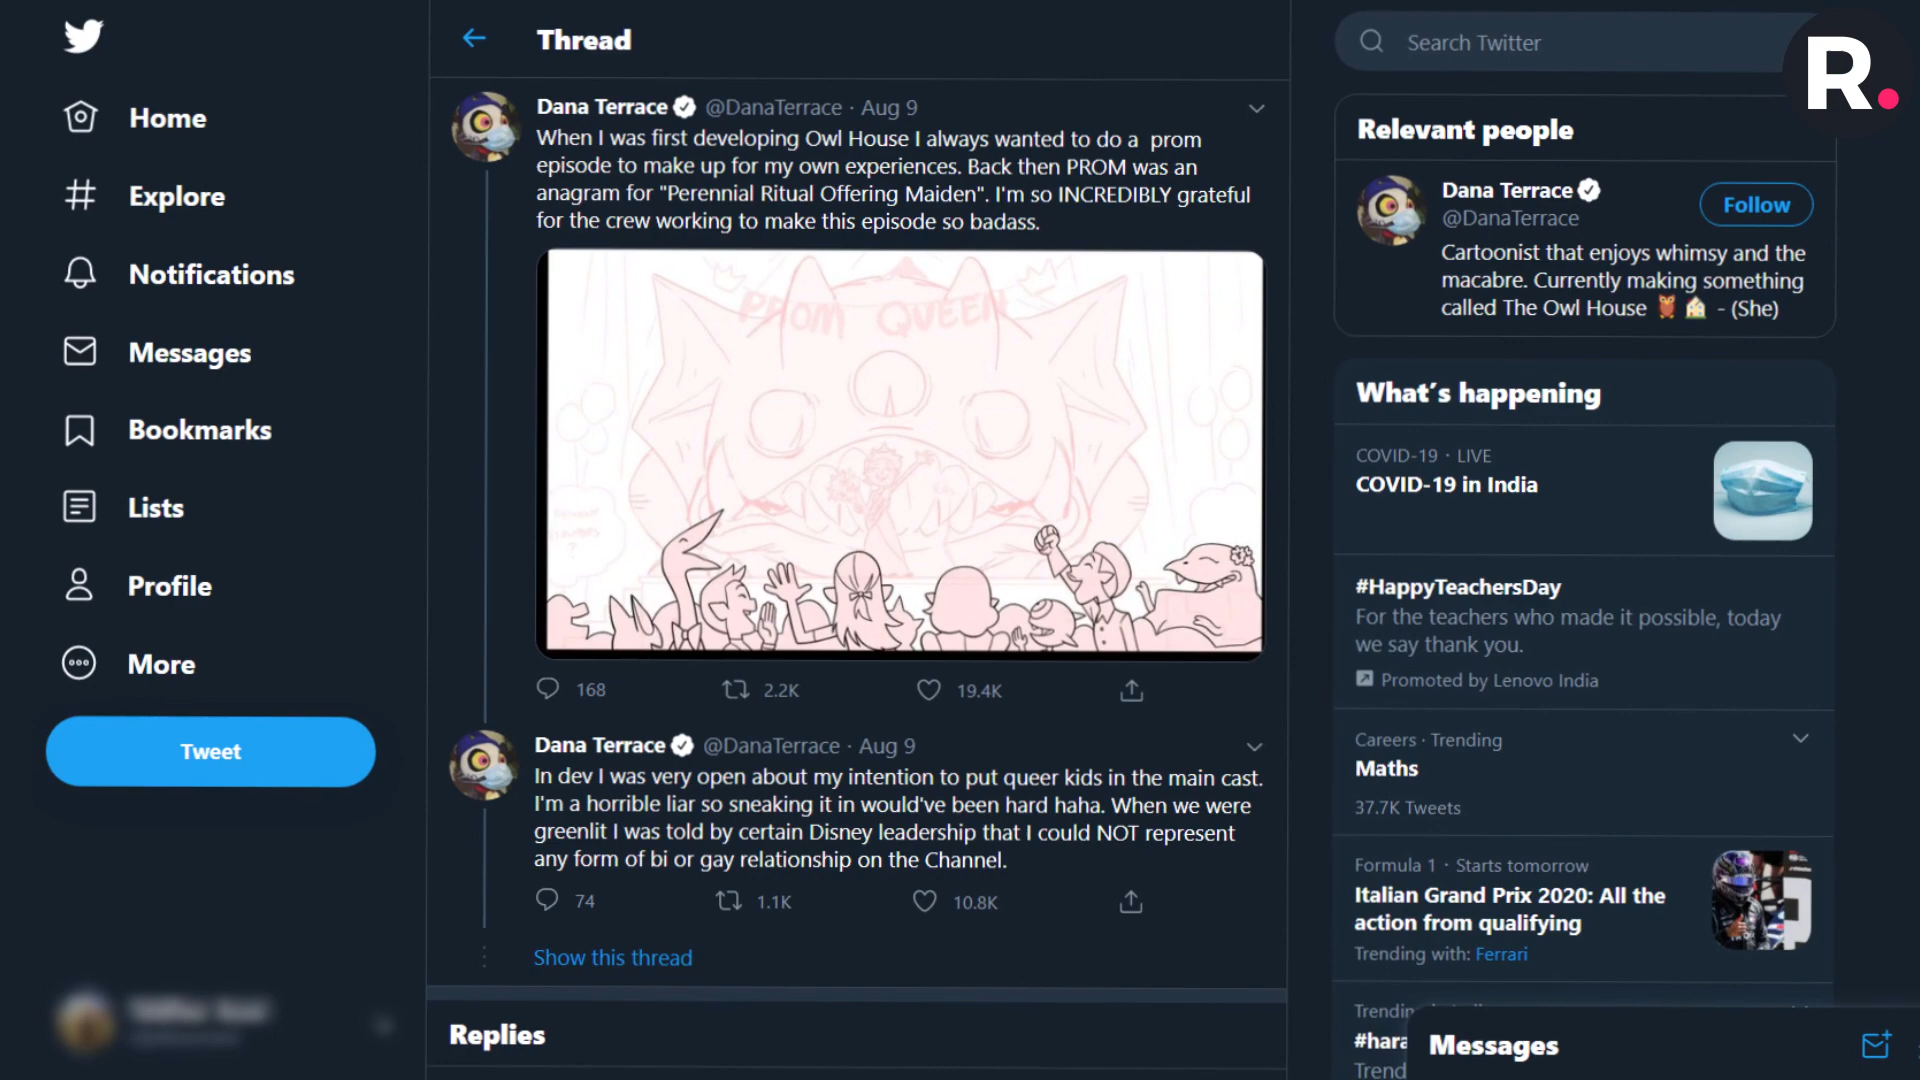 Home
Explore
Notifications
Messages
Bookmarks
Lists
Profile
More
Tweet
Thread
Dana Terrace @DanaTerrace · Aug 9
When I was first developing Owl House I always wanted to do a prom
episode to make up for my own experiences. Back then PROM was an
anagram for "Perennial Ritual Offering Maiden". I'm so INCREDIBLY grateful
for the crew working to make this episode so badass.
PROM QUEEN
168 2.2K 19.4K
Dana Terrace @DanaTerrace · Aug 9
In dev I was very open about my intention to put queer kids in the main cast.
I'm a horrible liar so sneaking it in would've been hard haha. When we were
greenlit I was told by certain Disney leadership that I could NOT represent
any form of bi or gay relationship on the Channel.
74 1.1K 10.8K
Show this thread
Replies
Search Twitter
R.
Relevant people
Dana Terrace
@DanaTerrace
Follow
Cartoonist that enjoys whimsy and the
macabre. Currently making something
called The Owl House 🦉 🏠 - (She)
What's happening
COVID-19 · LIVE
COVID-19 in India
#HappyTeachersDay
For the teachers who made it possible, today
we say thank you.
Promoted by Lenovo India
Careers · Trending
Maths
37.7K Tweets
Formula 1 · Starts tomorrow
Italian Grand Prix 2020: All the
action from qualifying
Trending with: Ferrari
Messages